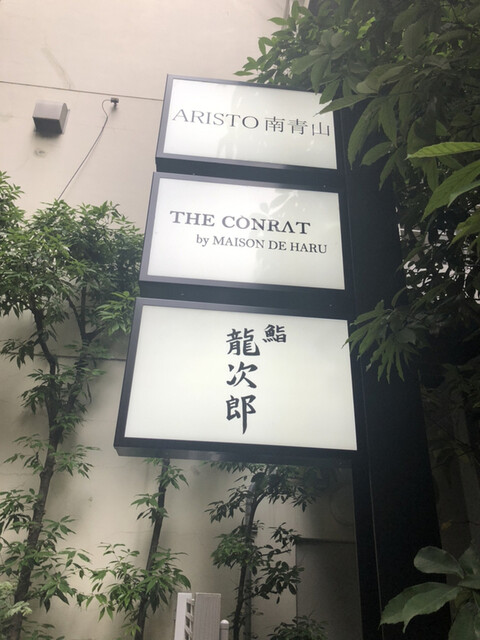 ARISTO 南青山
THE CONRAT
by MAISON DE HARU
鮨
龍次郎